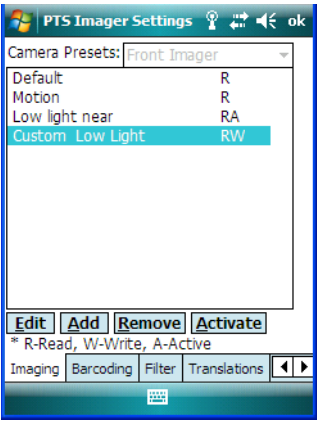 PTS Imager Settings ok
Camera Presets: Front Imager
Default R
Motion R
Low light near RA
Custom Low Light RW
Edit Add Remove Activate
* R-Read, W-Write, A-Active
Imaging Barcoding Filter Translations